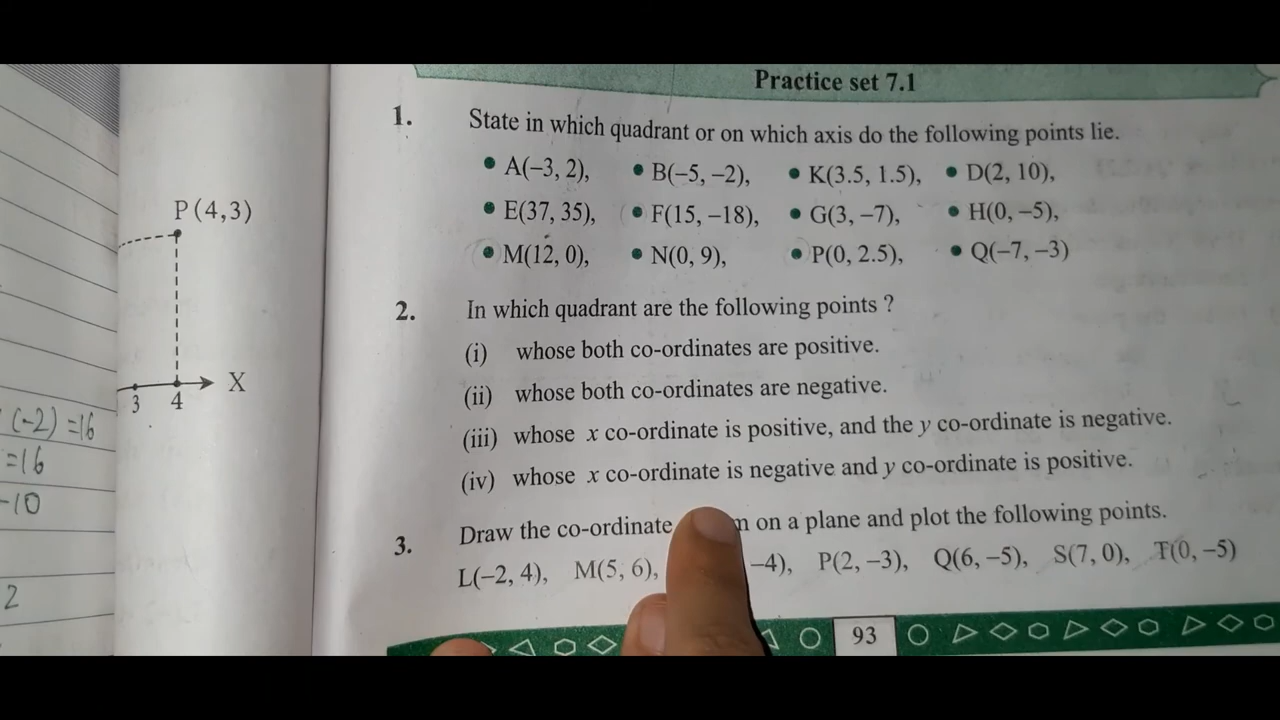 Practice set 7.1
1. State in which quadrant or on which axis do the following points lie.
• A(–3, 2), • B(–5, –2), • K(3.5, 1.5), • D(2, 10),
• E(37, 35), • F(15, –18), • G(3, –7), • H(0, –5),
• M(12, 0), • N(0, 9), • P(0, 2.5), • Q(–7, –3)
2. In which quadrant are the following points ?
(i) whose both co-ordinates are positive.
(ii) whose both co-ordinates are negative.
(iii) whose x co-ordinate is positive, and the y co-ordinate is negative.
(iv) whose x co-ordinate is negative and y co-ordinate is positive.
3. Draw the co-ordinate on a plane and plot the following points.
L(–2, 4), M(5, 6), –4), P(2, –3), Q(6, –5), S(7, 0), T(0, –5)
93
P(4,3)
X
3 4
(-2) =16
=16
-10
2